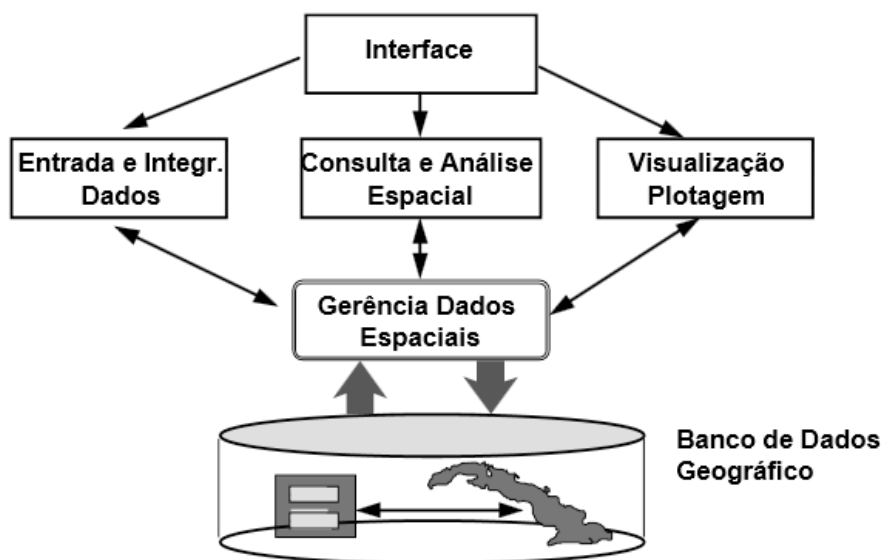 Interface
Entrada e Integr.
Dados
Consulta e Análise
Espacial
Visualização
Plotagem
Gerência Dados
Espaciais
Banco de Dados
Geográfico